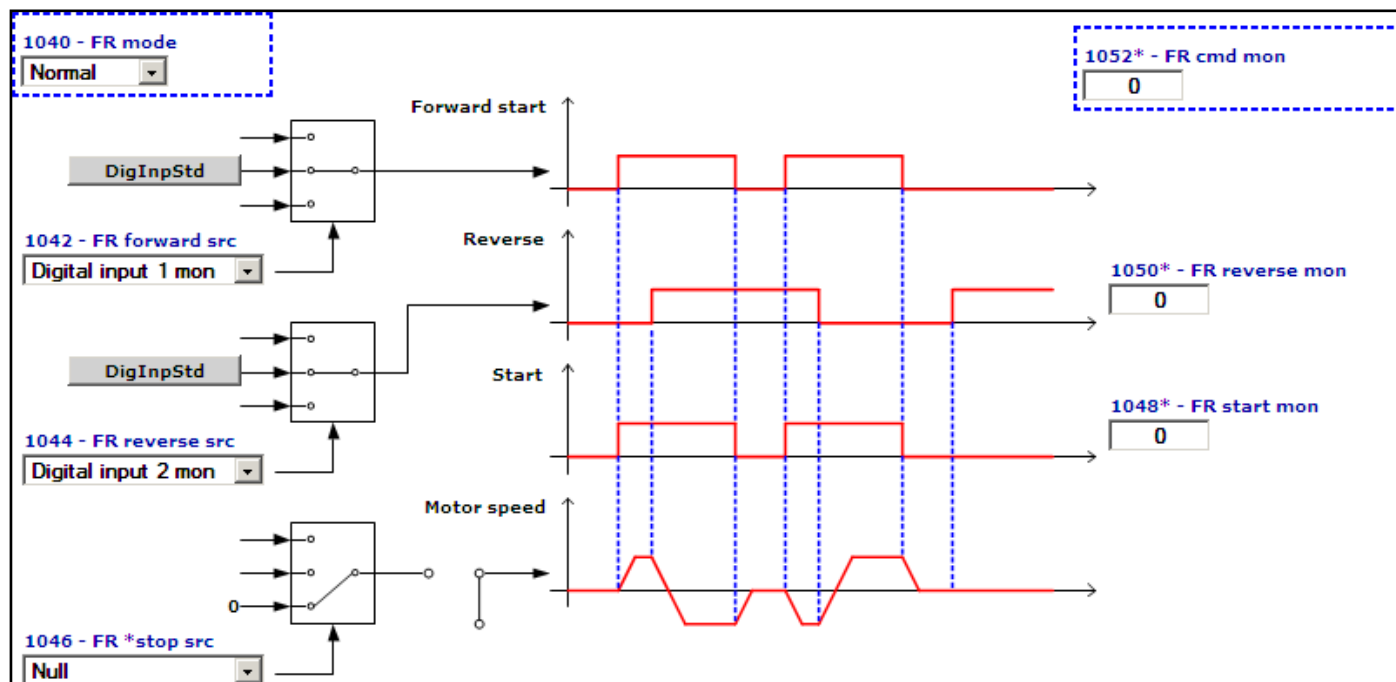 1040 - FR mode
Normal
1052* - FR cmd mon
0
Forward start
DigInpStd
1042 - FR forward src
Digital input 1 mon
Reverse
1050* - FR reverse mon
0
DigInpStd
Start
1048* - FR start mon
0
1044 - FR reverse src
Digital input 2 mon
Motor speed
0
1046 - FR *stop src
Null